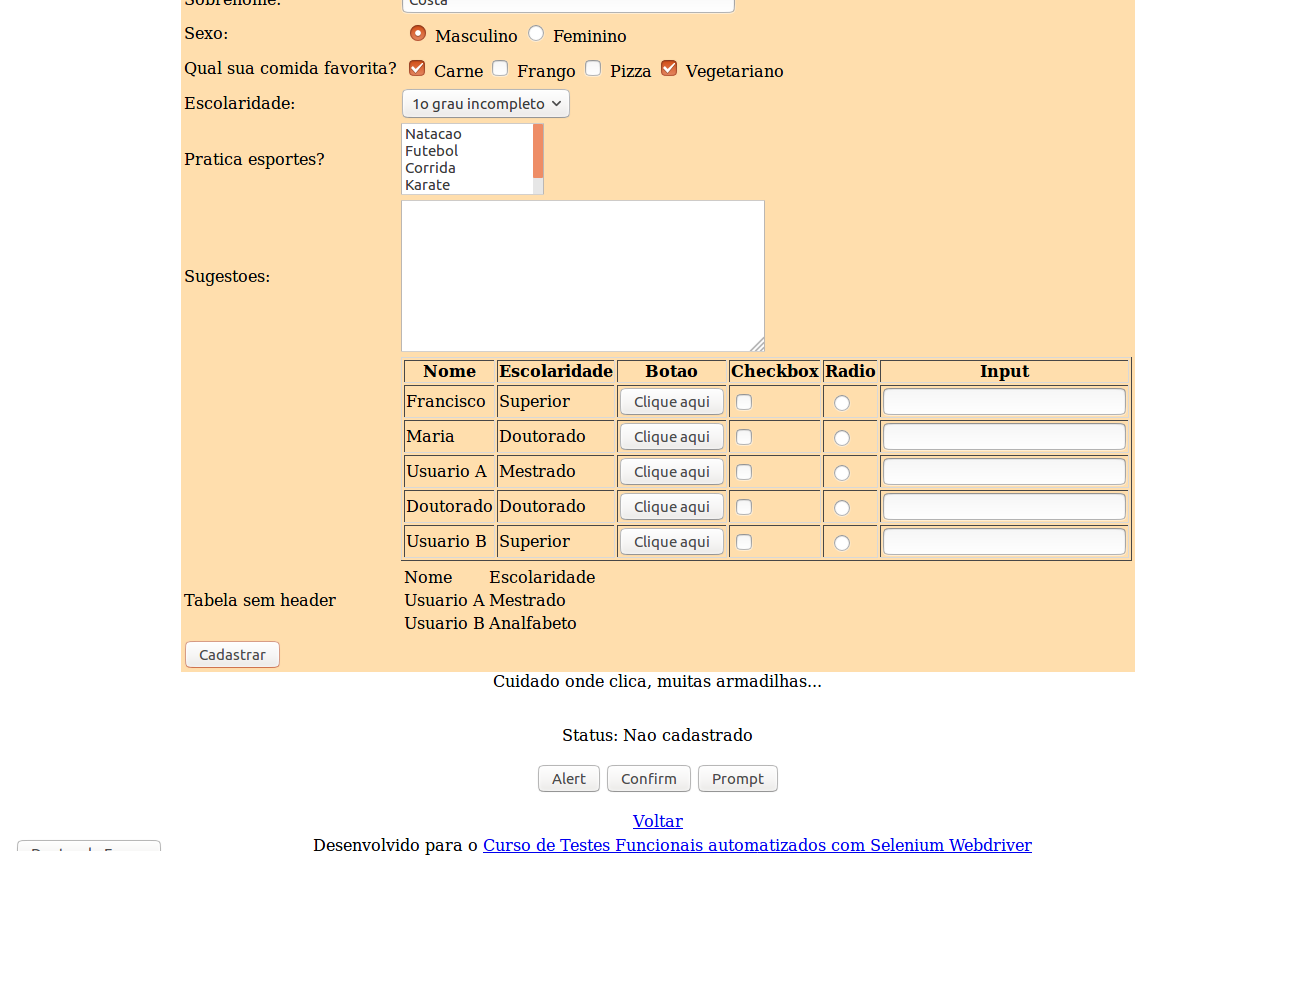 Sobrenome:
Costa
Sexo:
Masculino Feminino
Qual sua comida favorita?
Carne Frango Pizza Vegetariano
Escolaridade:
1o grau incompleto
Pratica esportes?
Natacao
Futebol
Corrida
Karate
Sugestoes:
Nome Escolaridade Botao Checkbox Radio Input
Francisco Superior Clique aqui
Maria Doutorado Clique aqui
Usuario A Mestrado Clique aqui
Doutorado Doutorado Clique aqui
Usuario B Superior Clique aqui
Tabela sem header
Nome Escolaridade
Usuario A Mestrado
Usuario B Analfabeto
Cadastrar
Cuidado onde clica, muitas armadilhas...
Status: Nao cadastrado
Alert Confirm Prompt
Voltar
Desenvolvido para o Curso de Testes Funcionais automatizados com Selenium Webdriver